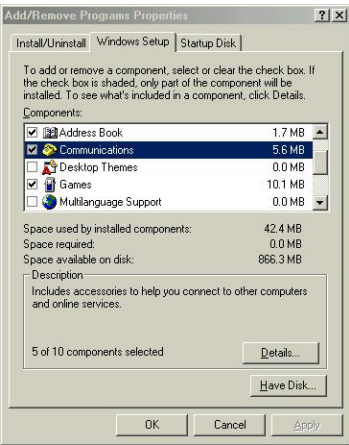 Add/Remove Programs Properties
Install/Uninstall Windows Setup Startup Disk
To add or remove a component, select or clear the check box. If
the check box is shaded, only part of the component will be
installed. To see what's included in a component, click Details.
Components:
Address Book 1.7 MB
Communications 5.6 MB
Desktop Themes 0.0 MB
Games 10.1 MB
Multilanguage Support 0.0 MB
Space used by installed components: 42.4 MB
Space required: 0.0 MB
Space available on disk: 866.3 MB
Description
Includes accessories to help you connect to other computers
and online services.
5 of 10 components selected Details...
Have Disk...
OK Cancel Apply